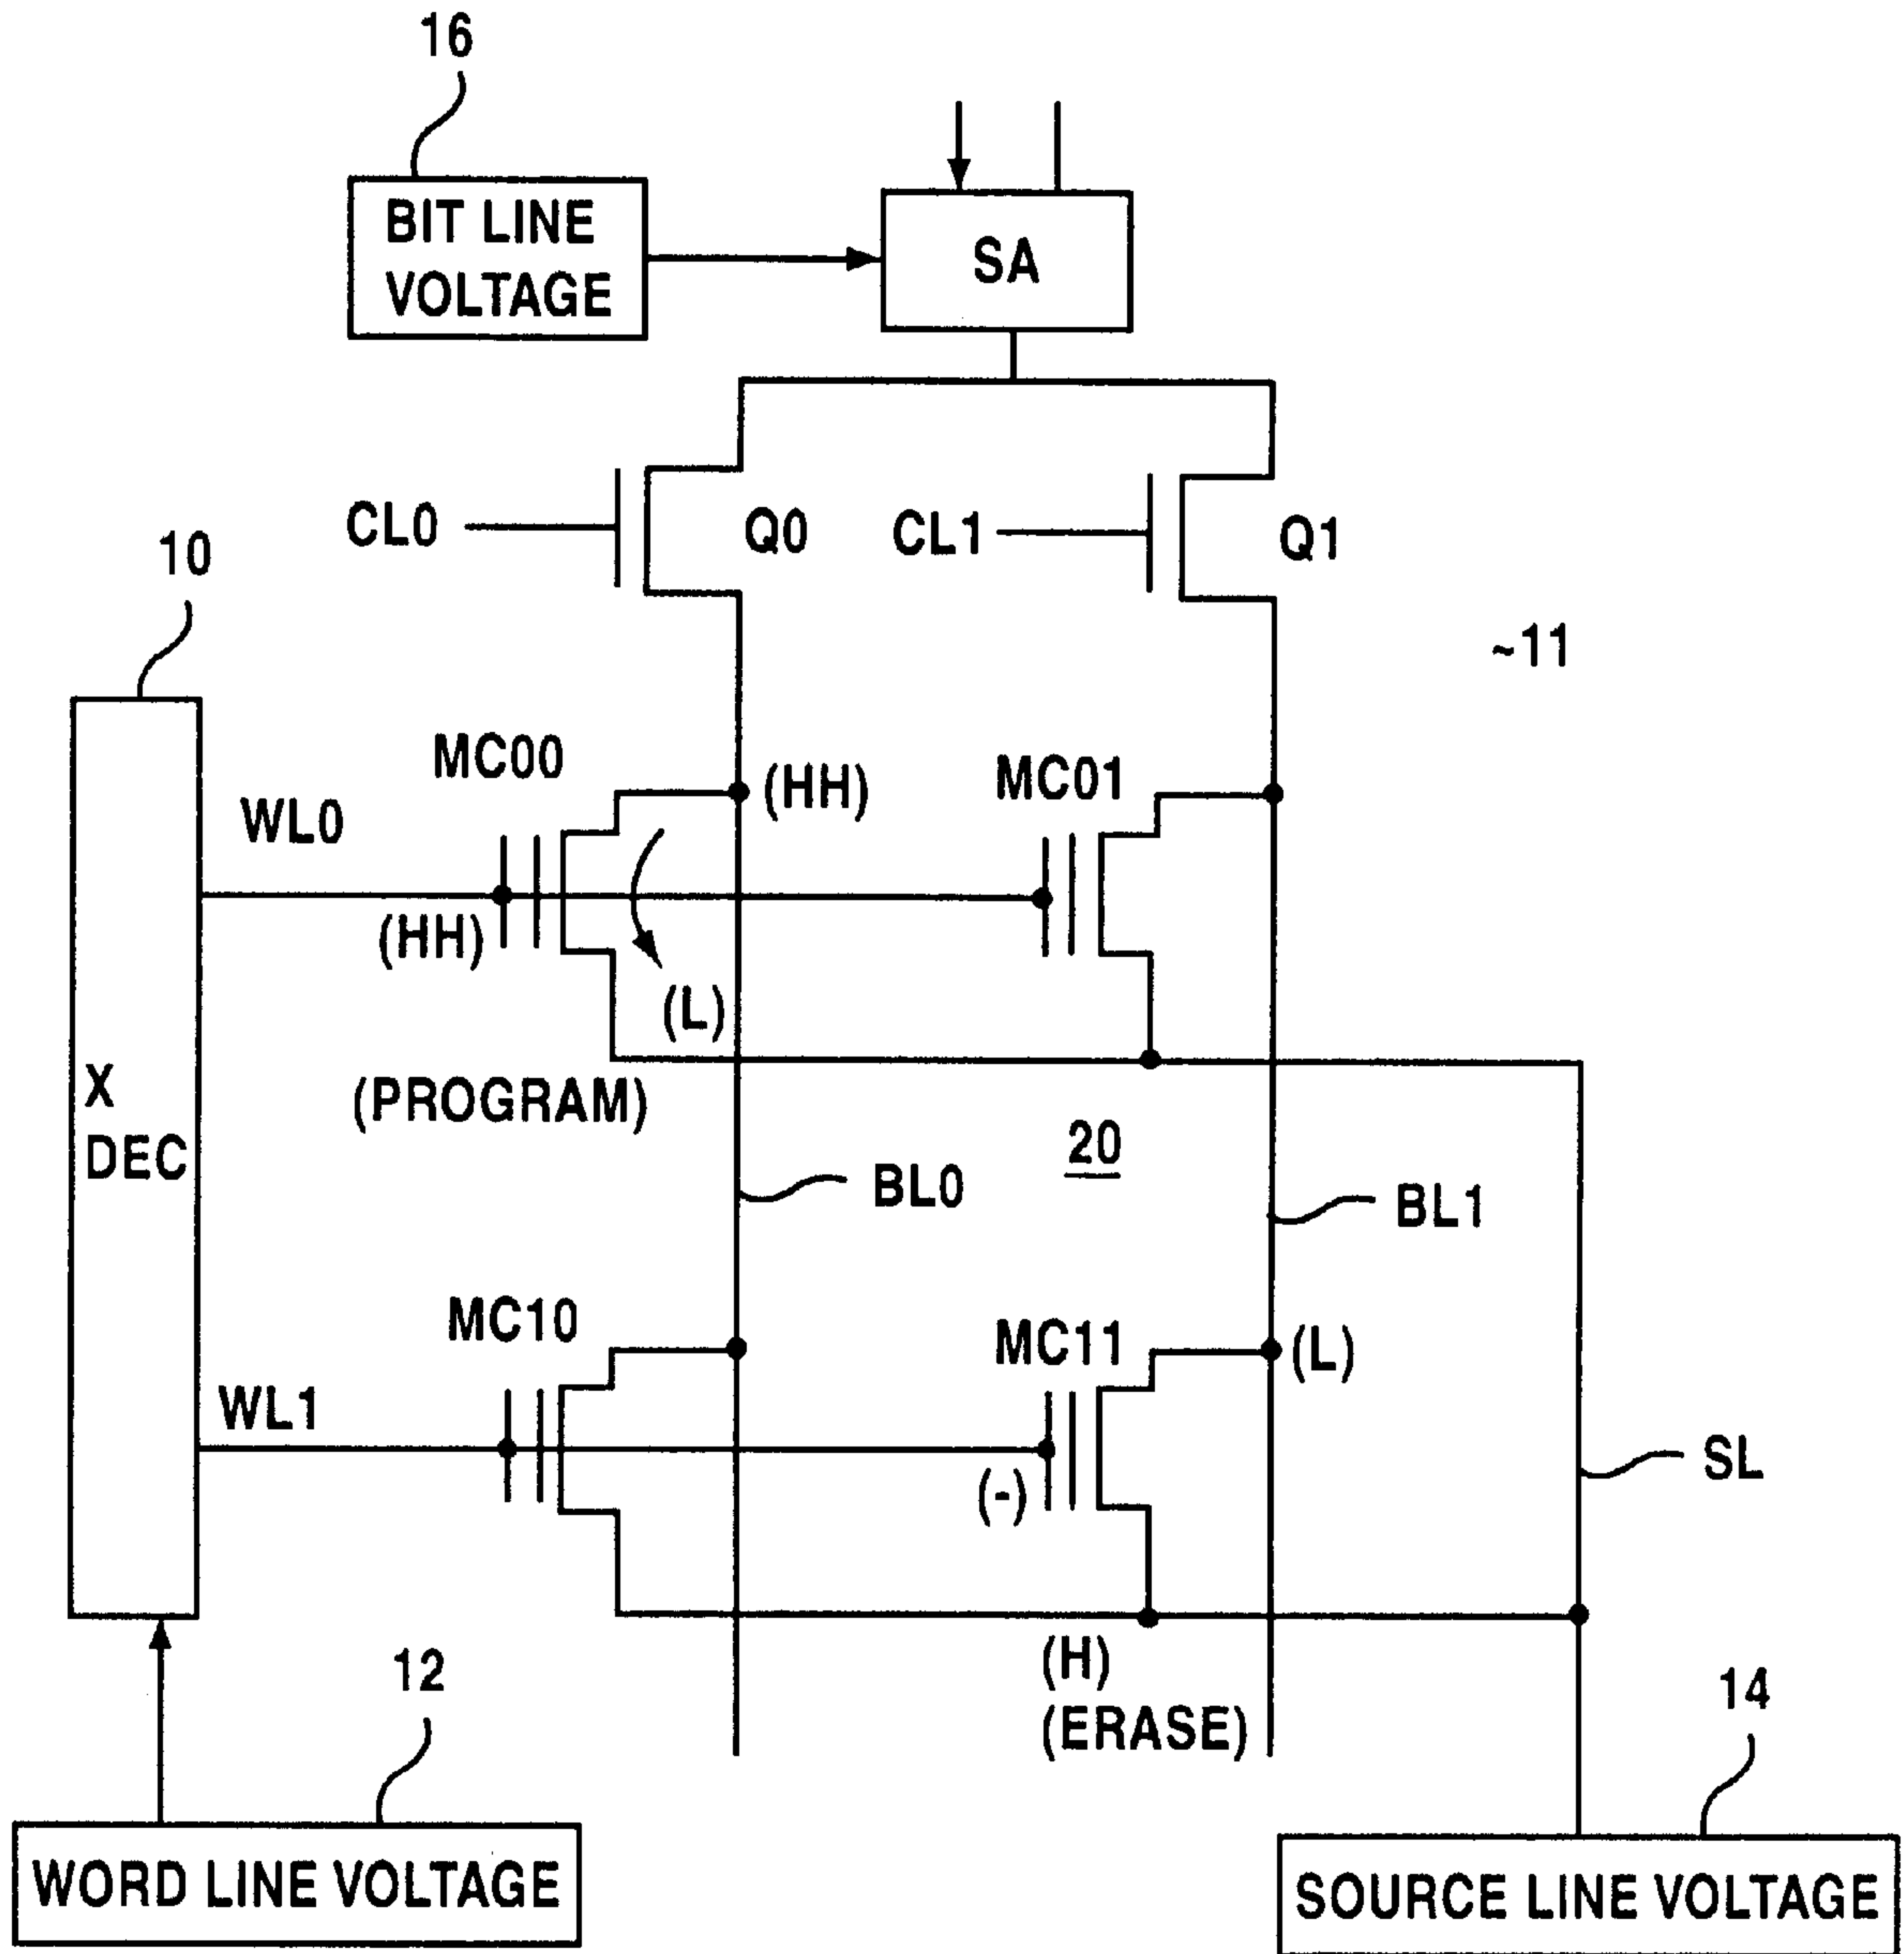 16
BIT LINE
VOLTAGE
SA
CL0
Q0
CL1
Q1
10
~11
MC00
(HH)
MC01
WL0
(HH)
(L)
X
DEC
(PROGRAM)
20
BL0
BL1
MC10
MC11
(L)
WL1
(-)
SL
(H)
(ERASE)
12
14
WORD LINE VOLTAGE
SOURCE LINE VOLTAGE